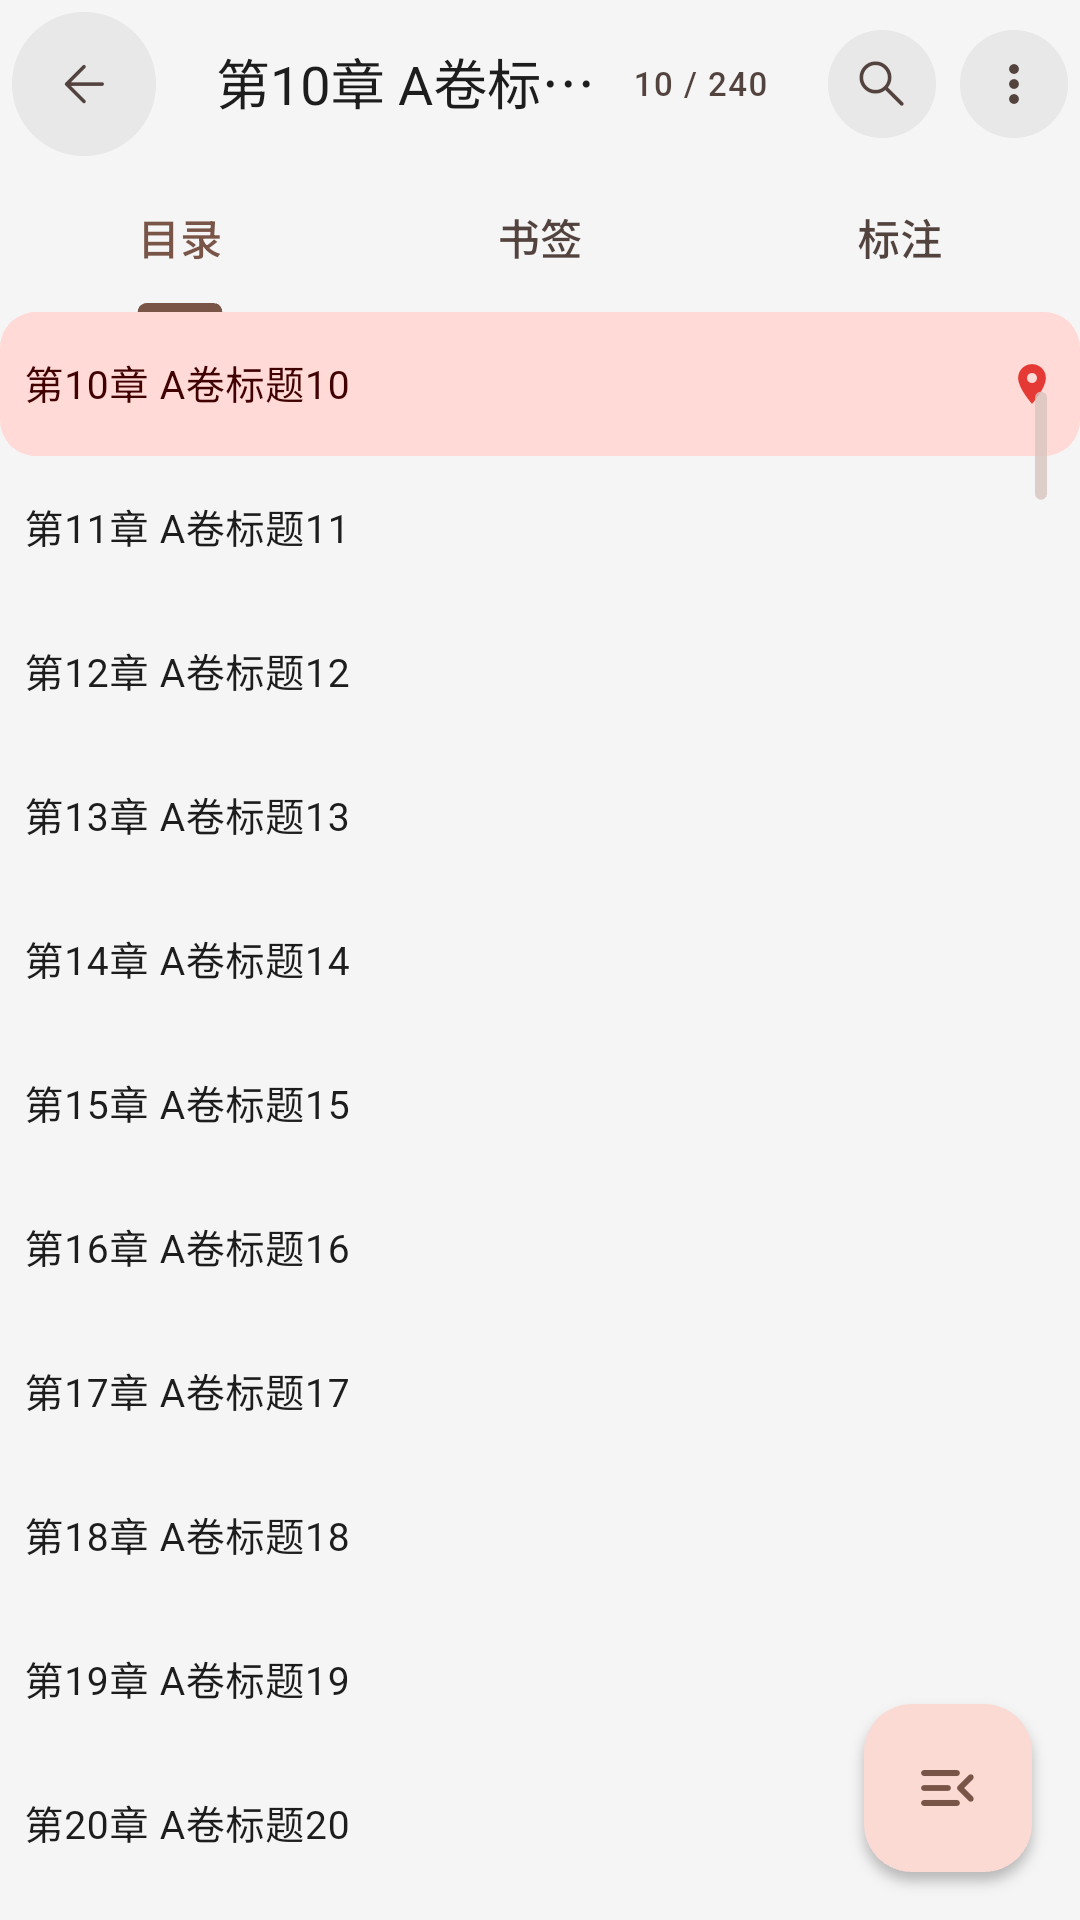 第10章 A卷标… 10 / 240
目录 书签 标注
第10章 A卷标题10
第11章 A卷标题11
第12章 A卷标题12
第13章 A卷标题13
第14章 A卷标题14
第15章 A卷标题15
第16章 A卷标题16
第17章 A卷标题17
第18章 A卷标题18
第19章 A卷标题19
第20章 A卷标题20